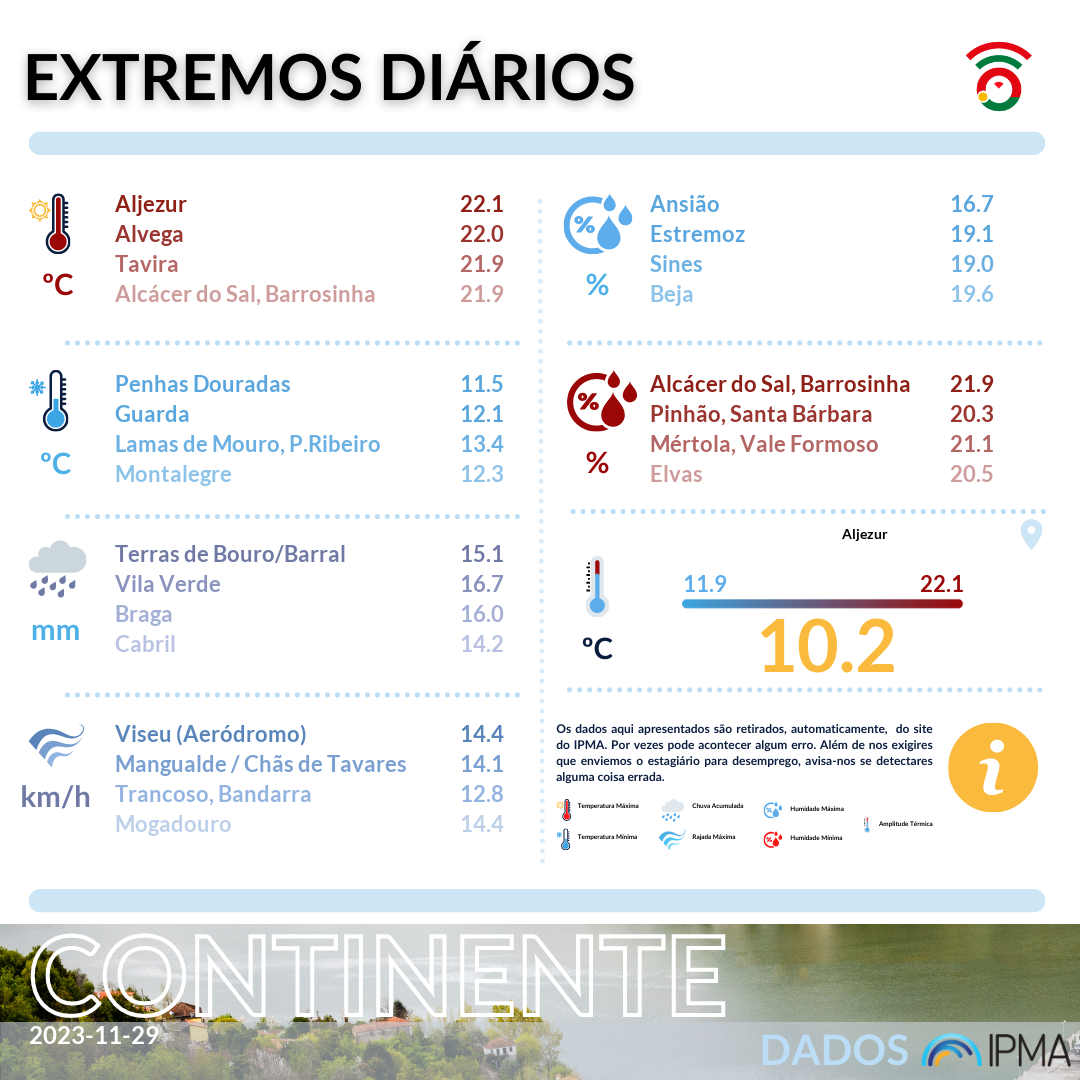 EXTREMOS DIÁRIOS
Aljezur 22.1
Alvega 22.0
Tavira 21.9
Alcácer do Sal, Barrosinha 21.9
ºC
Penhas Douradas 11.5
Guarda 12.1
Lamas de Mouro, P.Ribeiro 13.4
Montalegre 12.3
ºC
Terras de Bouro/Barral 15.1
Vila Verde 16.7
Braga 16.0
Cabril 14.2
mm
Viseu (Aeródromo) 14.4
Mangualde / Chãs de Tavares 14.1
Trancoso, Bandarra 12.8
Mogadouro 14.4
km/h
%
Ansião 16.7
Estremoz 19.1
Sines 19.0
Beja 19.6
%
%
Alcácer do Sal, Barrosinha 21.9
Pinhão, Santa Bárbara 20.3
Mértola, Vale Formoso 21.1
Elvas 20.5
%
Aljezur
11.9 22.1
10.2
ºC
Os dados aqui apresentados são retirados, automaticamente, do site
do IPMA. Por vezes pode acontecer algum erro. Além de nos exigires
que enviemos o estagiário para desemprego, avisa-nos se detectares
alguma coisa errada.
i
Temperatura Máxima Chuva Acumulada Humidade Máxima
Amplitude Térmica
Temperatura Mínima Rajada Máxima Humidade Mínima
CONTINENTE
2023-11-29
DADOS IPMA